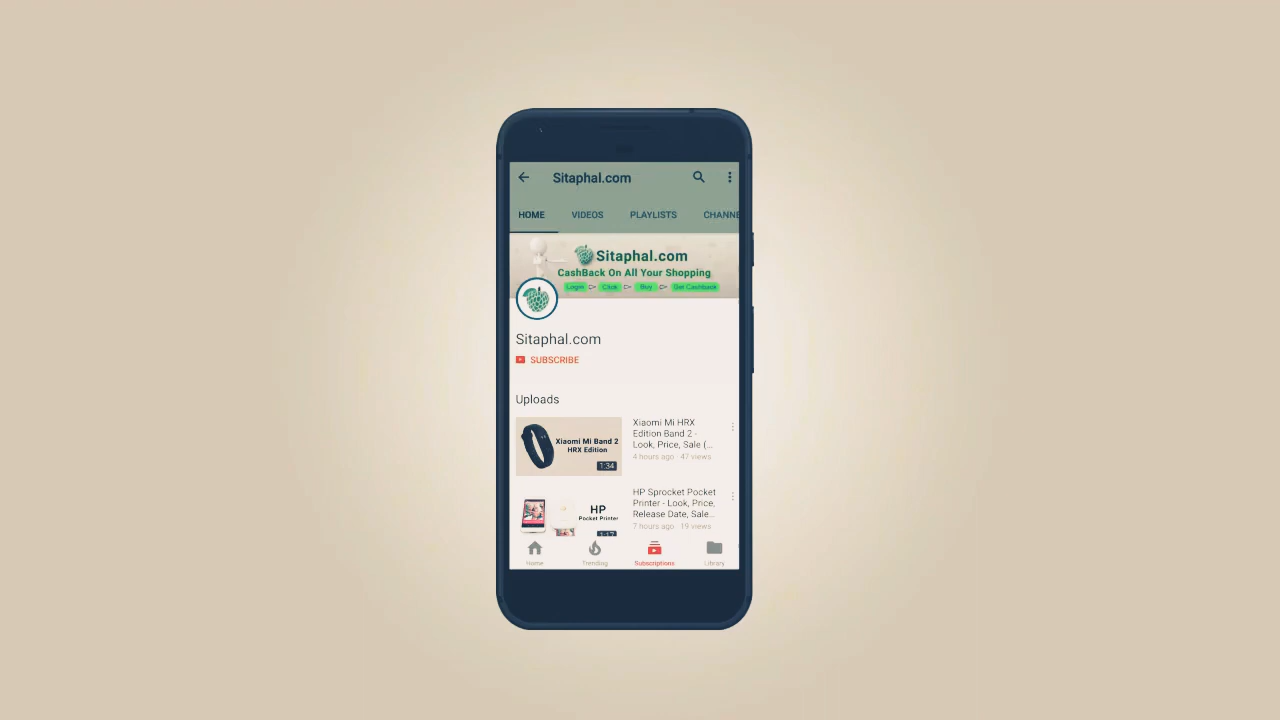 Sitaphal.com
HOME VIDEOS PLAYLISTS CHANNE
Sitaphal.com
CashBack On All Your Shopping
Login Click Buy Get Cashback
Sitaphal.com
SUBSCRIBE
Uploads
Xiaomi Mi Band 2
HRX Edition
1:34
Xiaomi Mi HRX
Edition Band 2 -
Look, Price, Sale (...
4 hours ago · 47 views
HP
Pocket Printer
1:17
HP Sprocket Pocket
Printer - Look, Price,
Release Date, Sale...
7 hours ago · 19 views
Home Trending Subscriptions Library